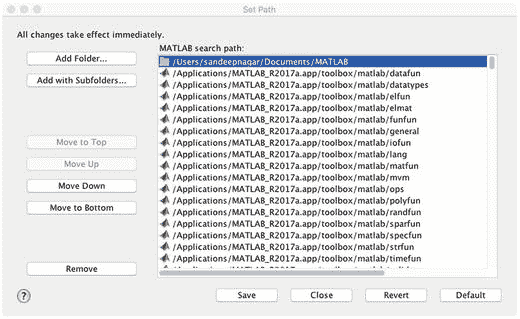 Set Path
All changes take effect immediately.
MATLAB search path:
Add Folder...
Add with Subfolders...
Move to Top
Move Up
Move Down
Move to Bottom
Remove
/Users/sandeepnagar/Documents/MATLAB
/Applications/MATLAB_R2017a.app/toolbox/matlab/datafun
/Applications/MATLAB_R2017a.app/toolbox/matlab/datatypes
/Applications/MATLAB_R2017a.app/toolbox/matlab/elfun
/Applications/MATLAB_R2017a.app/toolbox/matlab/elmat
/Applications/MATLAB_R2017a.app/toolbox/matlab/funfun
/Applications/MATLAB_R2017a.app/toolbox/matlab/general
/Applications/MATLAB_R2017a.app/toolbox/matlab/iofun
/Applications/MATLAB_R2017a.app/toolbox/matlab/lang
/Applications/MATLAB_R2017a.app/toolbox/matlab/matfun
/Applications/MATLAB_R2017a.app/toolbox/matlab/mvm
/Applications/MATLAB_R2017a.app/toolbox/matlab/ops
/Applications/MATLAB_R2017a.app/toolbox/matlab/polyfun
/Applications/MATLAB_R2017a.app/toolbox/matlab/randfun
/Applications/MATLAB_R2017a.app/toolbox/matlab/sparfun
/Applications/MATLAB_R2017a.app/toolbox/matlab/specfun
/Applications/MATLAB_R2017a.app/toolbox/matlab/strfun
/Applications/MATLAB_R2017a.app/toolbox/matlab/timefun
?
Save
Close
Revert
Default